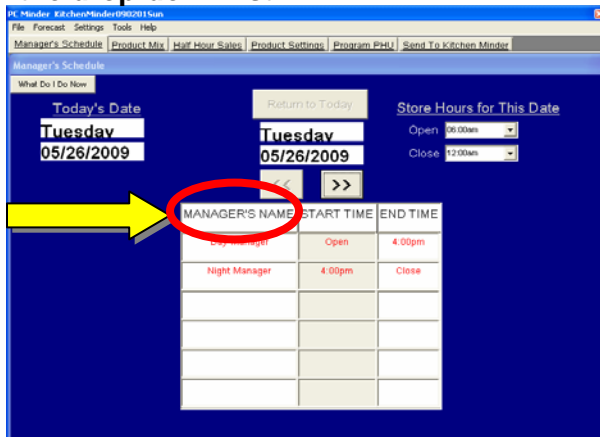 PC Minder KitchenMinder090201Sun
File Forecast Settings Tools Help
Manager's Schedule Product Mix Half Hour Sales Product Settings Program PHU Send To Kitchen Minder
Manager's Schedule
What Do I Do Now
Today's Date Return to Today Store Hours for This Date
Tuesday Tuesday Open 06:00am
05/26/2009 05/26/2009 Close 12:00am
<< >>
MANAGER'S NAME START TIME END TIME
Day Manager Open 4:00pm
Night Manager 4:00pm Close